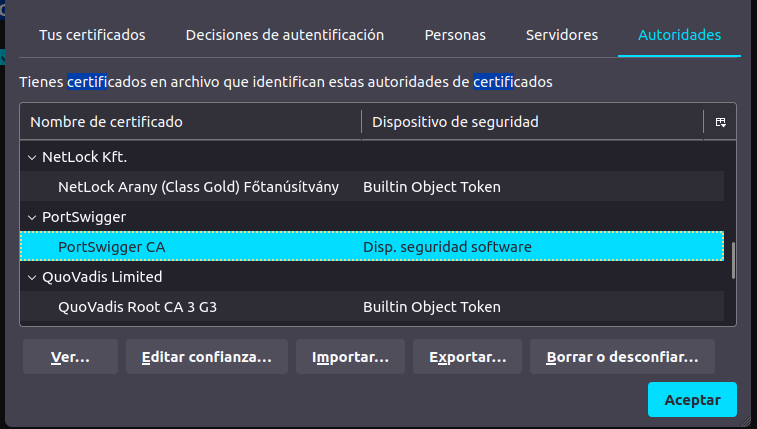 Tus certificados Decisiones de autentificación Personas Servidores Autoridades
Tienes certificados en archivo que identifican estas autoridades de certificados
Nombre de certificado Dispositivo de seguridad
NetLock Kft.
NetLock Arany (Class Gold) Főtanúsítvány Builtin Object Token
PortSwigger
PortSwigger CA Disp. seguridad software
QuoVadis Limited
QuoVadis Root CA 3 G3 Builtin Object Token
Ver... Editar confianza... Importar... Exportar... Borrar o desconfiar...
Aceptar